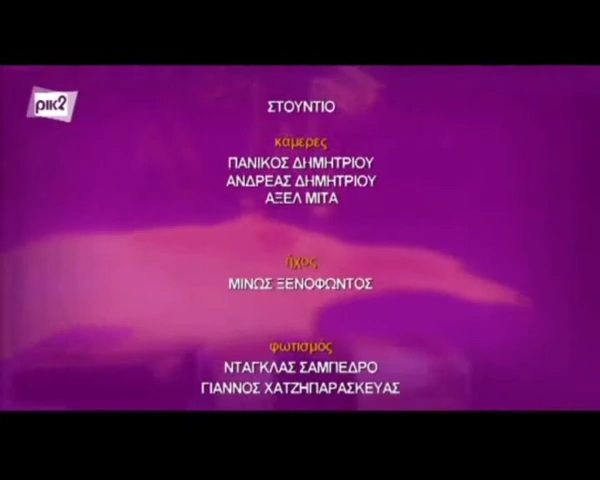 ρικ2
ΣΤΟΥΝΤΙΟ
κάμερες
ΠΑΝΙΚΟΣ ΔΗΜΗΤΡΙΟΥ
ΑΝΔΡΕΑΣ ΔΗΜΗΤΡΙΟΥ
ΑΞΕΛ ΜΙΤΑ
ήχος
ΜΙΝΩΣ ΞΕΝΟΦΩΝΤΟΣ
φωτισμός
ΝΤΑΓΚΛΑΣ ΣΑΜΠΕΔΡΟ
ΓΙΑΝΝΟΣ ΧΑΤΖΗΠΑΡΑΣΚΕΥΑΣ